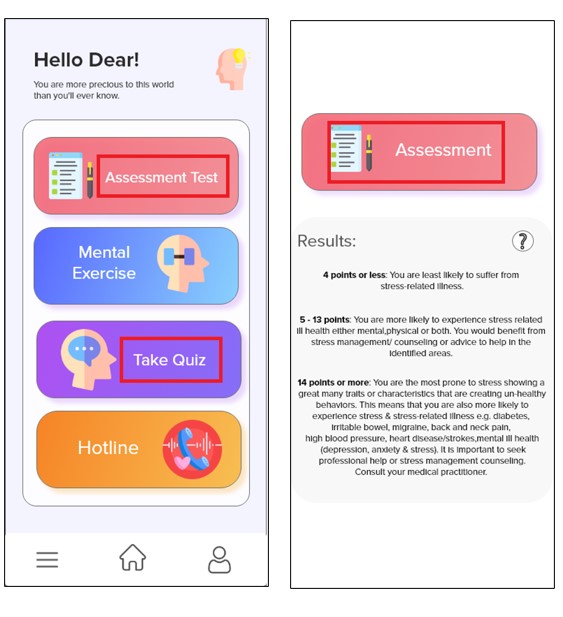 Hello Dear!
You are more precious to this world
than you'll ever know.
Assessment Test
Mental
Exercise
Take Quiz
Hotline
Assessment
Results:
?
4 points or less: You are least likely to suffer from
stress-related illness.
5 - 13 points: You are more likely to experience stress related
ill health either mental,physical or both. You would benefit from
stress management/ counseling or advice to help in the
identified areas.
14 points or more: You are the most prone to stress showing a
great many traits or characteristics that are creating un-healthy
behaviors. This means that you are also more likely to
experience stress & stress-related illness e.g. diabetes,
irritable bowel, migraine, back and neck pain,
high blood pressure, heart disease/strokes,mental ill health
(depression, anxiety & stress). It is important to seek
professional help or stress management counseling.
Consult your medical practitioner.